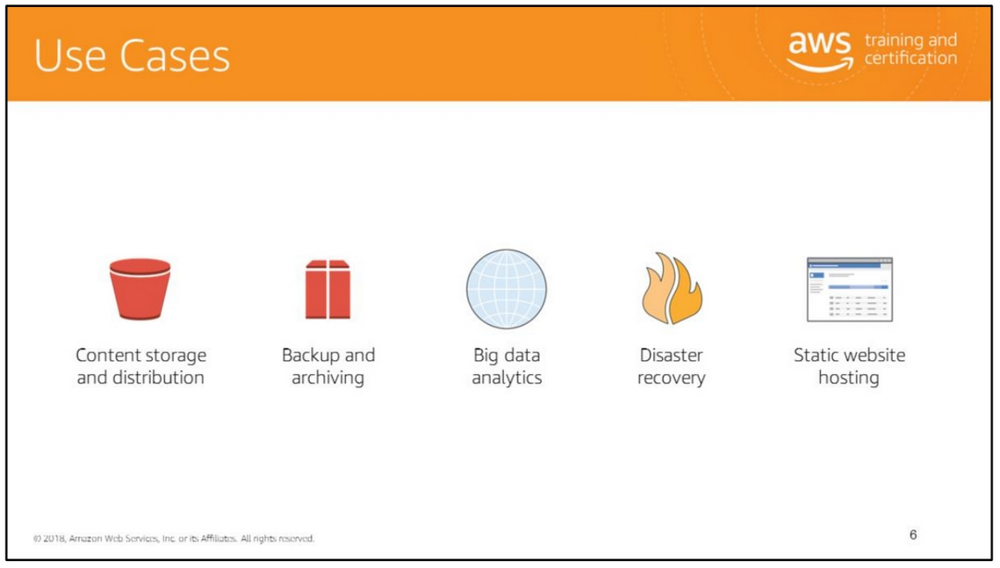 Use Cases
aws training and
certification
Content storage
and distribution
Backup and
archiving
Big data
analytics
Disaster
recovery
Static website
hosting
© 2018, Amazon Web Services, Inc. or its Affiliates. All rights reserved.
6